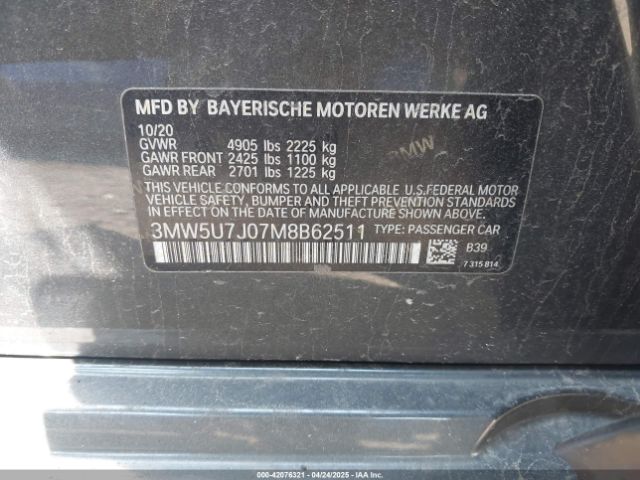 MFD BY BAYERISCHE MOTOREN WERKE AG
10/20
GVWR 4905 lbs 2225 kg
GAWR FRONT 2425 lbs 1100 kg
GAWR REAR 2701 lbs 1225 kg
BMW
THIS VEHICLE CONFORMS TO ALL APPLICABLE U.S.FEDERAL MOTOR
VEHICLE SAFETY, BUMPER AND THEFT PREVENTION STANDARDS
IN EFFECT ON THE DATE OF MANUFACTURE SHOWN ABOVE.
3MW5U7J07M8B62511 TYPE: PASSENGER CAR
B39
7 315 814
000-42076321 - 04/24/2025 - IAAI INC.